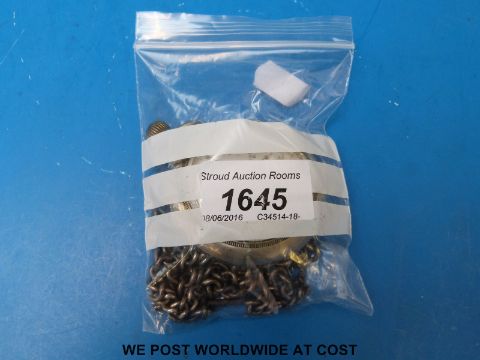 Stroud Auction Rooms
1645
08/06/2016 C34514-18-
WE POST WORLDWIDE AT COST